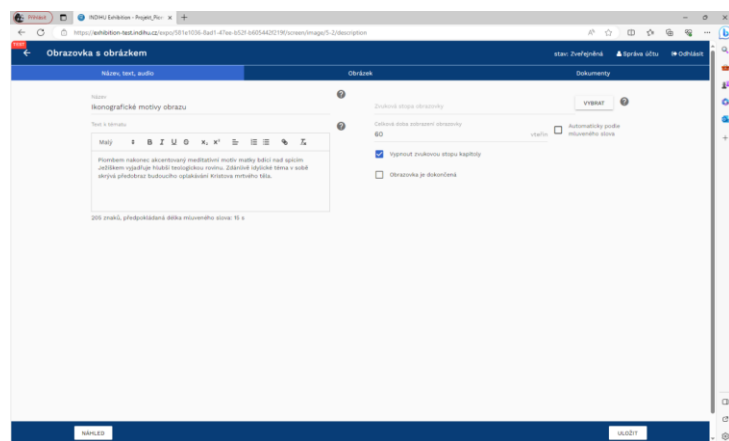 INDIHU Exhibition - Projekt_Pio
https://exhibition-test.indihu.cz
TEST
Obrazovka s obrázkem
stav: Zveřejněná
Správa účtu
Odhlásit
Název, text, audio
Obrázek
Dokumenty
Název
Ikonografické motivy obrazu
Text k tématu
Malý
B I U
Piombem nakonec akcentovaný meditativní motiv matky bdící nad spícím
Ježíškem vyjadřuje hlubší teologickou rovinu. Zdánlivě idylické téma v sobě
skrývá předobraz budoucího oplakávání Kristova mrtvého těla.
205 znaků, předpokládaná délka mluveného slova: 15 s
Zvuková stopa obrazovky
VYBRAT
Celková doba zobrazení obrazovky
60
vteřin
Automaticky podle
mluveného slova
Vypnout zvukovou stopu kapitoly
Obrazovka je dokončená
NÁHLED
ULOŽIT